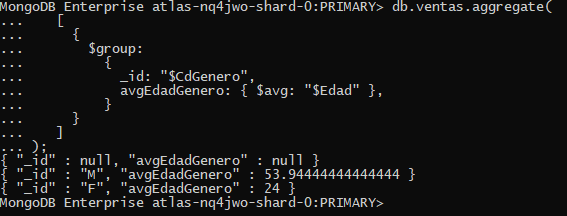 MongoDB Enterprise atlas-nq4jwo-shard-0:PRIMARY> db.ventas.aggregate(
... [
... {
... $group:
... {
... _id: "$CdGenero",
... avgEdadGenero: { $avg: "$Edad" },
... }
... }
... ]
... );
{ "_id" : null, "avgEdadGenero" : null }
{ "_id" : "M", "avgEdadGenero" : 53.94444444444444 }
{ "_id" : "F", "avgEdadGenero" : 24 }
MongoDB Enterprise atlas-nq4jwo-shard-0:PRIMARY>